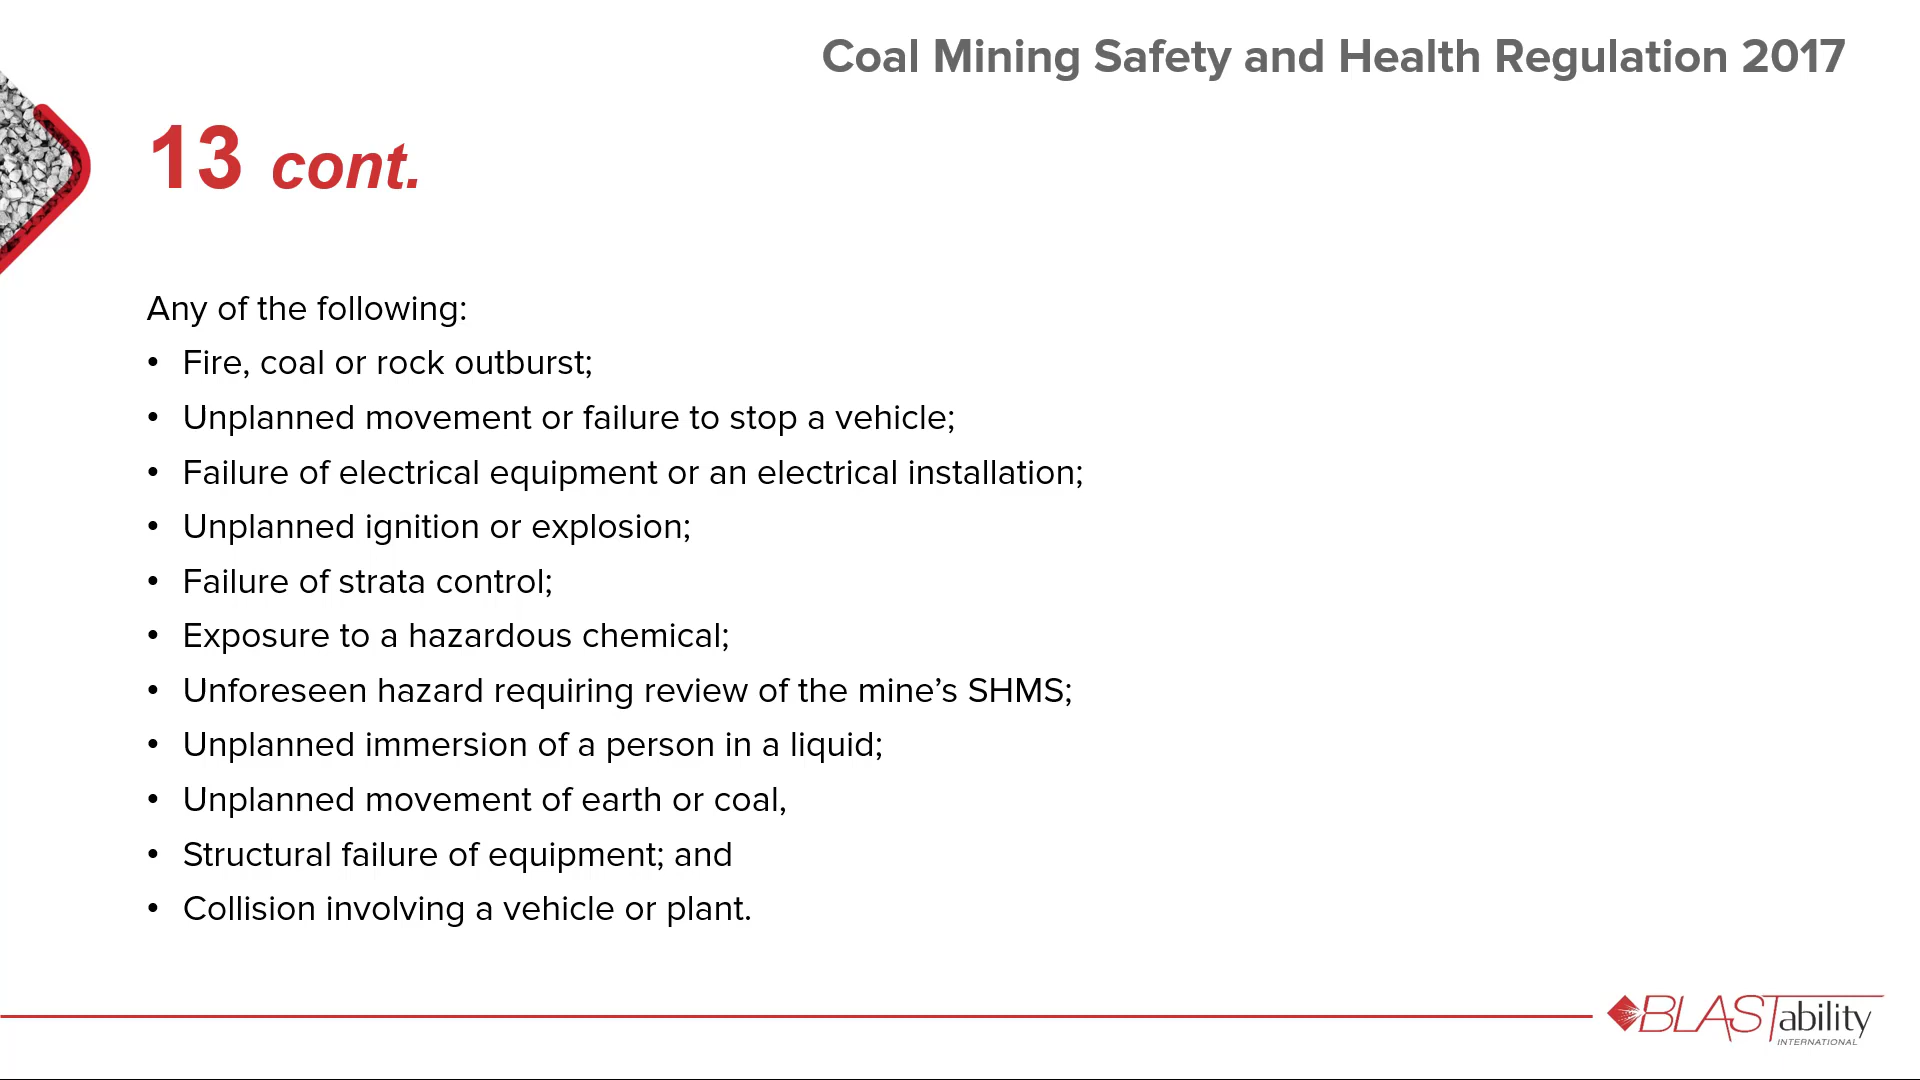 Coal Mining Safety and Health Regulation 2017
13 cont.
Any of the following:
• Fire, coal or rock outburst;
• Unplanned movement or failure to stop a vehicle;
• Failure of electrical equipment or an electrical installation;
• Unplanned ignition or explosion;
• Failure of strata control;
• Exposure to a hazardous chemical;
• Unforeseen hazard requiring review of the mine’s SHMS;
• Unplanned immersion of a person in a liquid;
• Unplanned movement of earth or coal,
• Structural failure of equipment; and
• Collision involving a vehicle or plant.
BLASTability
INTERNATIONAL